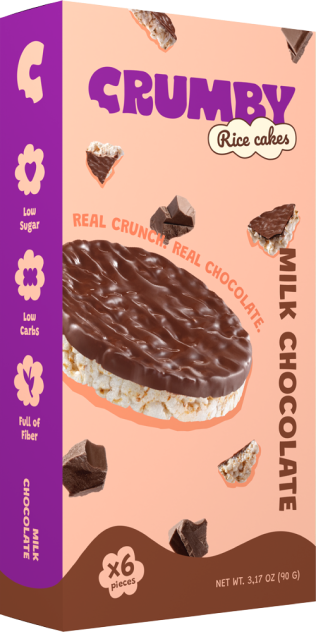 CRUMBY
Rice cakes
REAL CRUNCH. REAL CHOCOLATE.
MILK CHOCOLATE
x6
pieces
NET WT. 3,17 OZ (90 G)
C
Low
Sugar
Low
Carbs
Full of
Fiber
MILK
CHOCOLATE